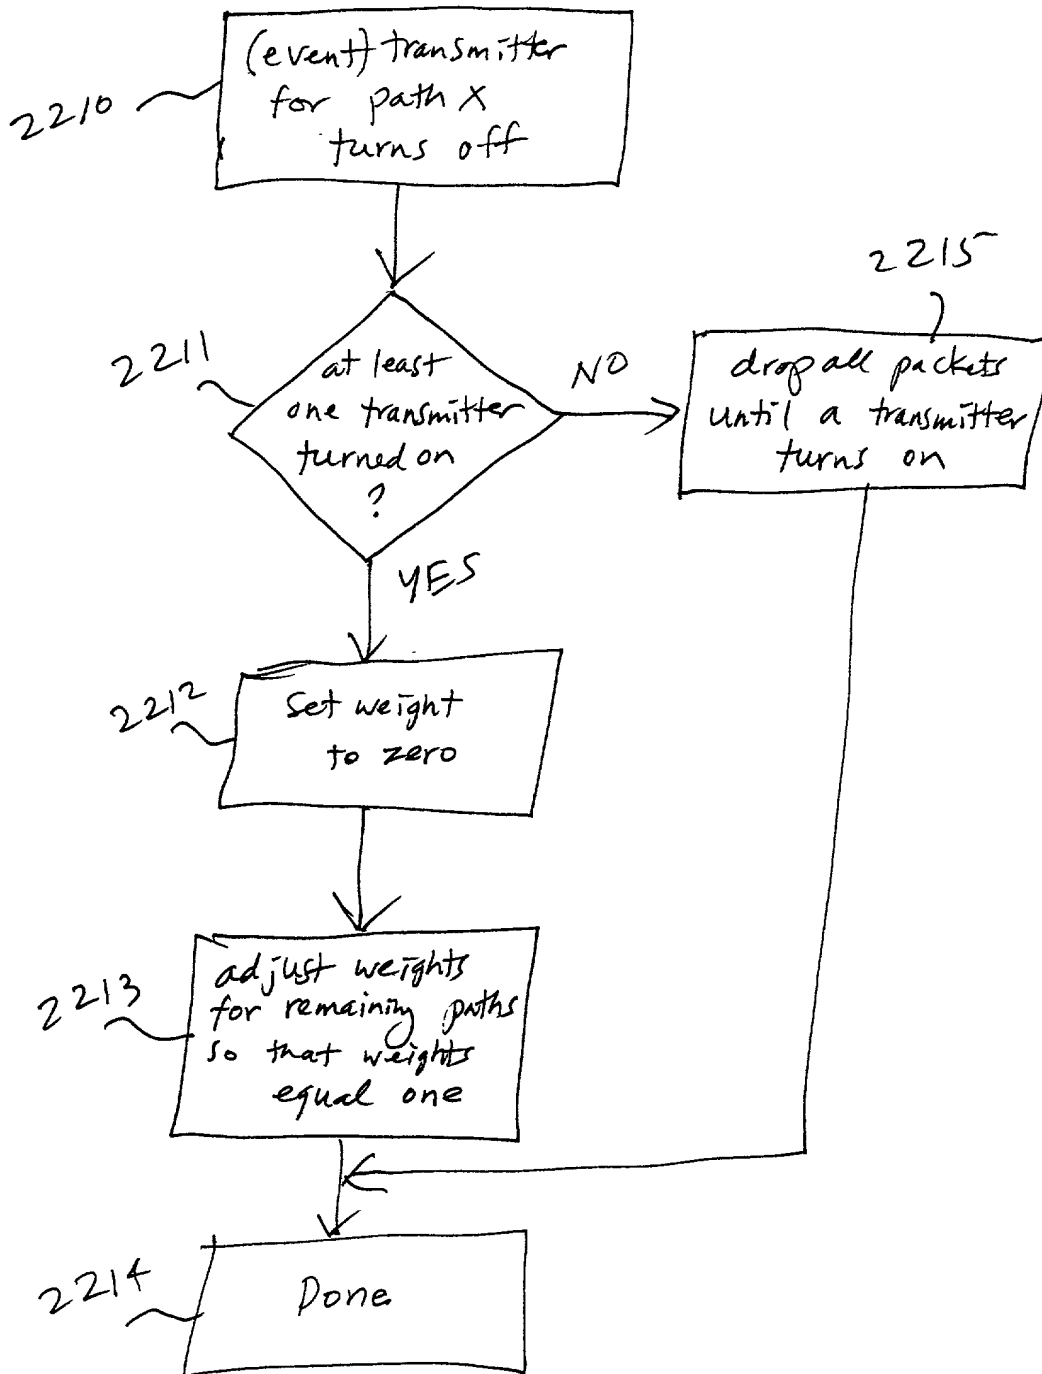 2210
(event) transmitter
for path X
turns off
2211
at least
one transmitter
turned on
?
NO
2215
drop all packets
until a transmitter
turns on
YES
2212
Set weight
to zero
2213
adjust weights
for remaining paths
so that weights
equal one
2214
Done